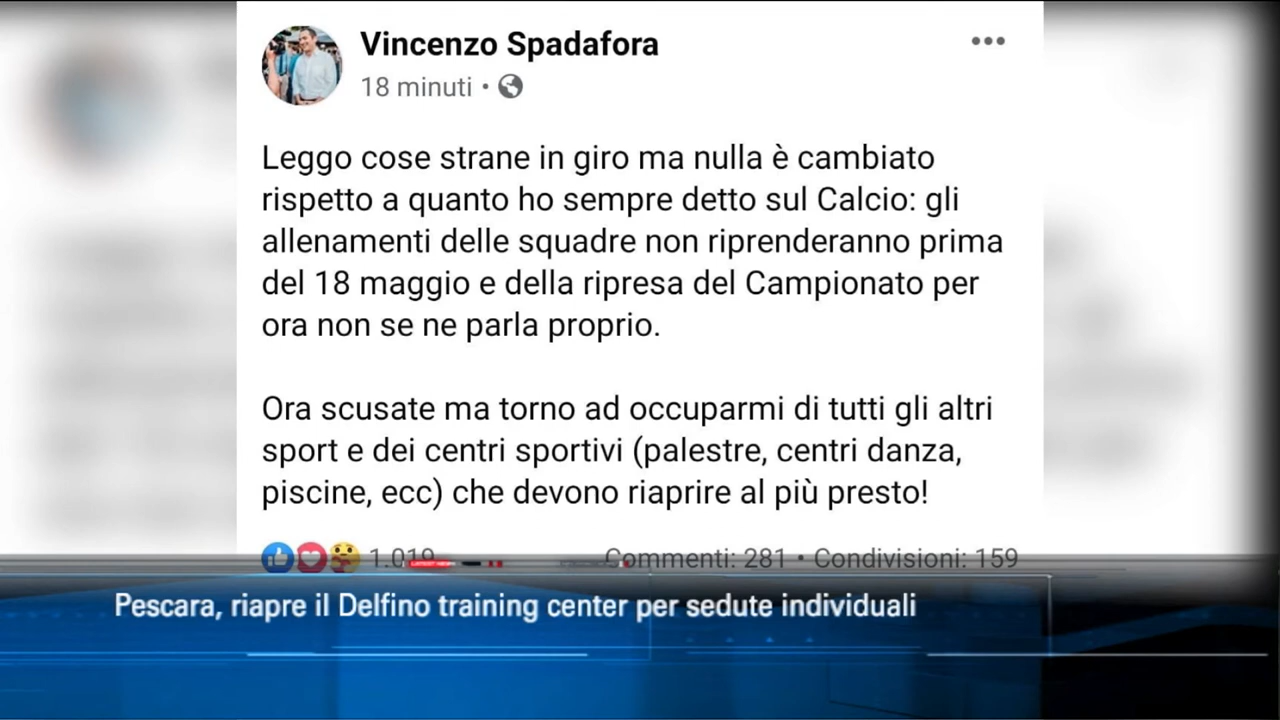 Vincenzo Spadafora
18 minuti •
Leggo cose strane in giro ma nulla è cambiato
rispetto a quanto ho sempre detto sul Calcio: gli
allenamenti delle squadre non riprenderanno prima
del 18 maggio e della ripresa del Campionato per
ora non se ne parla proprio.
Ora scusate ma torno ad occuparmi di tutti gli altri
sport e dei centri sportivi (palestre, centri danza,
piscine, ecc) che devono riaprire al più presto!
1.019 Commenti: 281 • Condivisioni: 159
Pescara, riapre il Delfino training center per sedute individuali